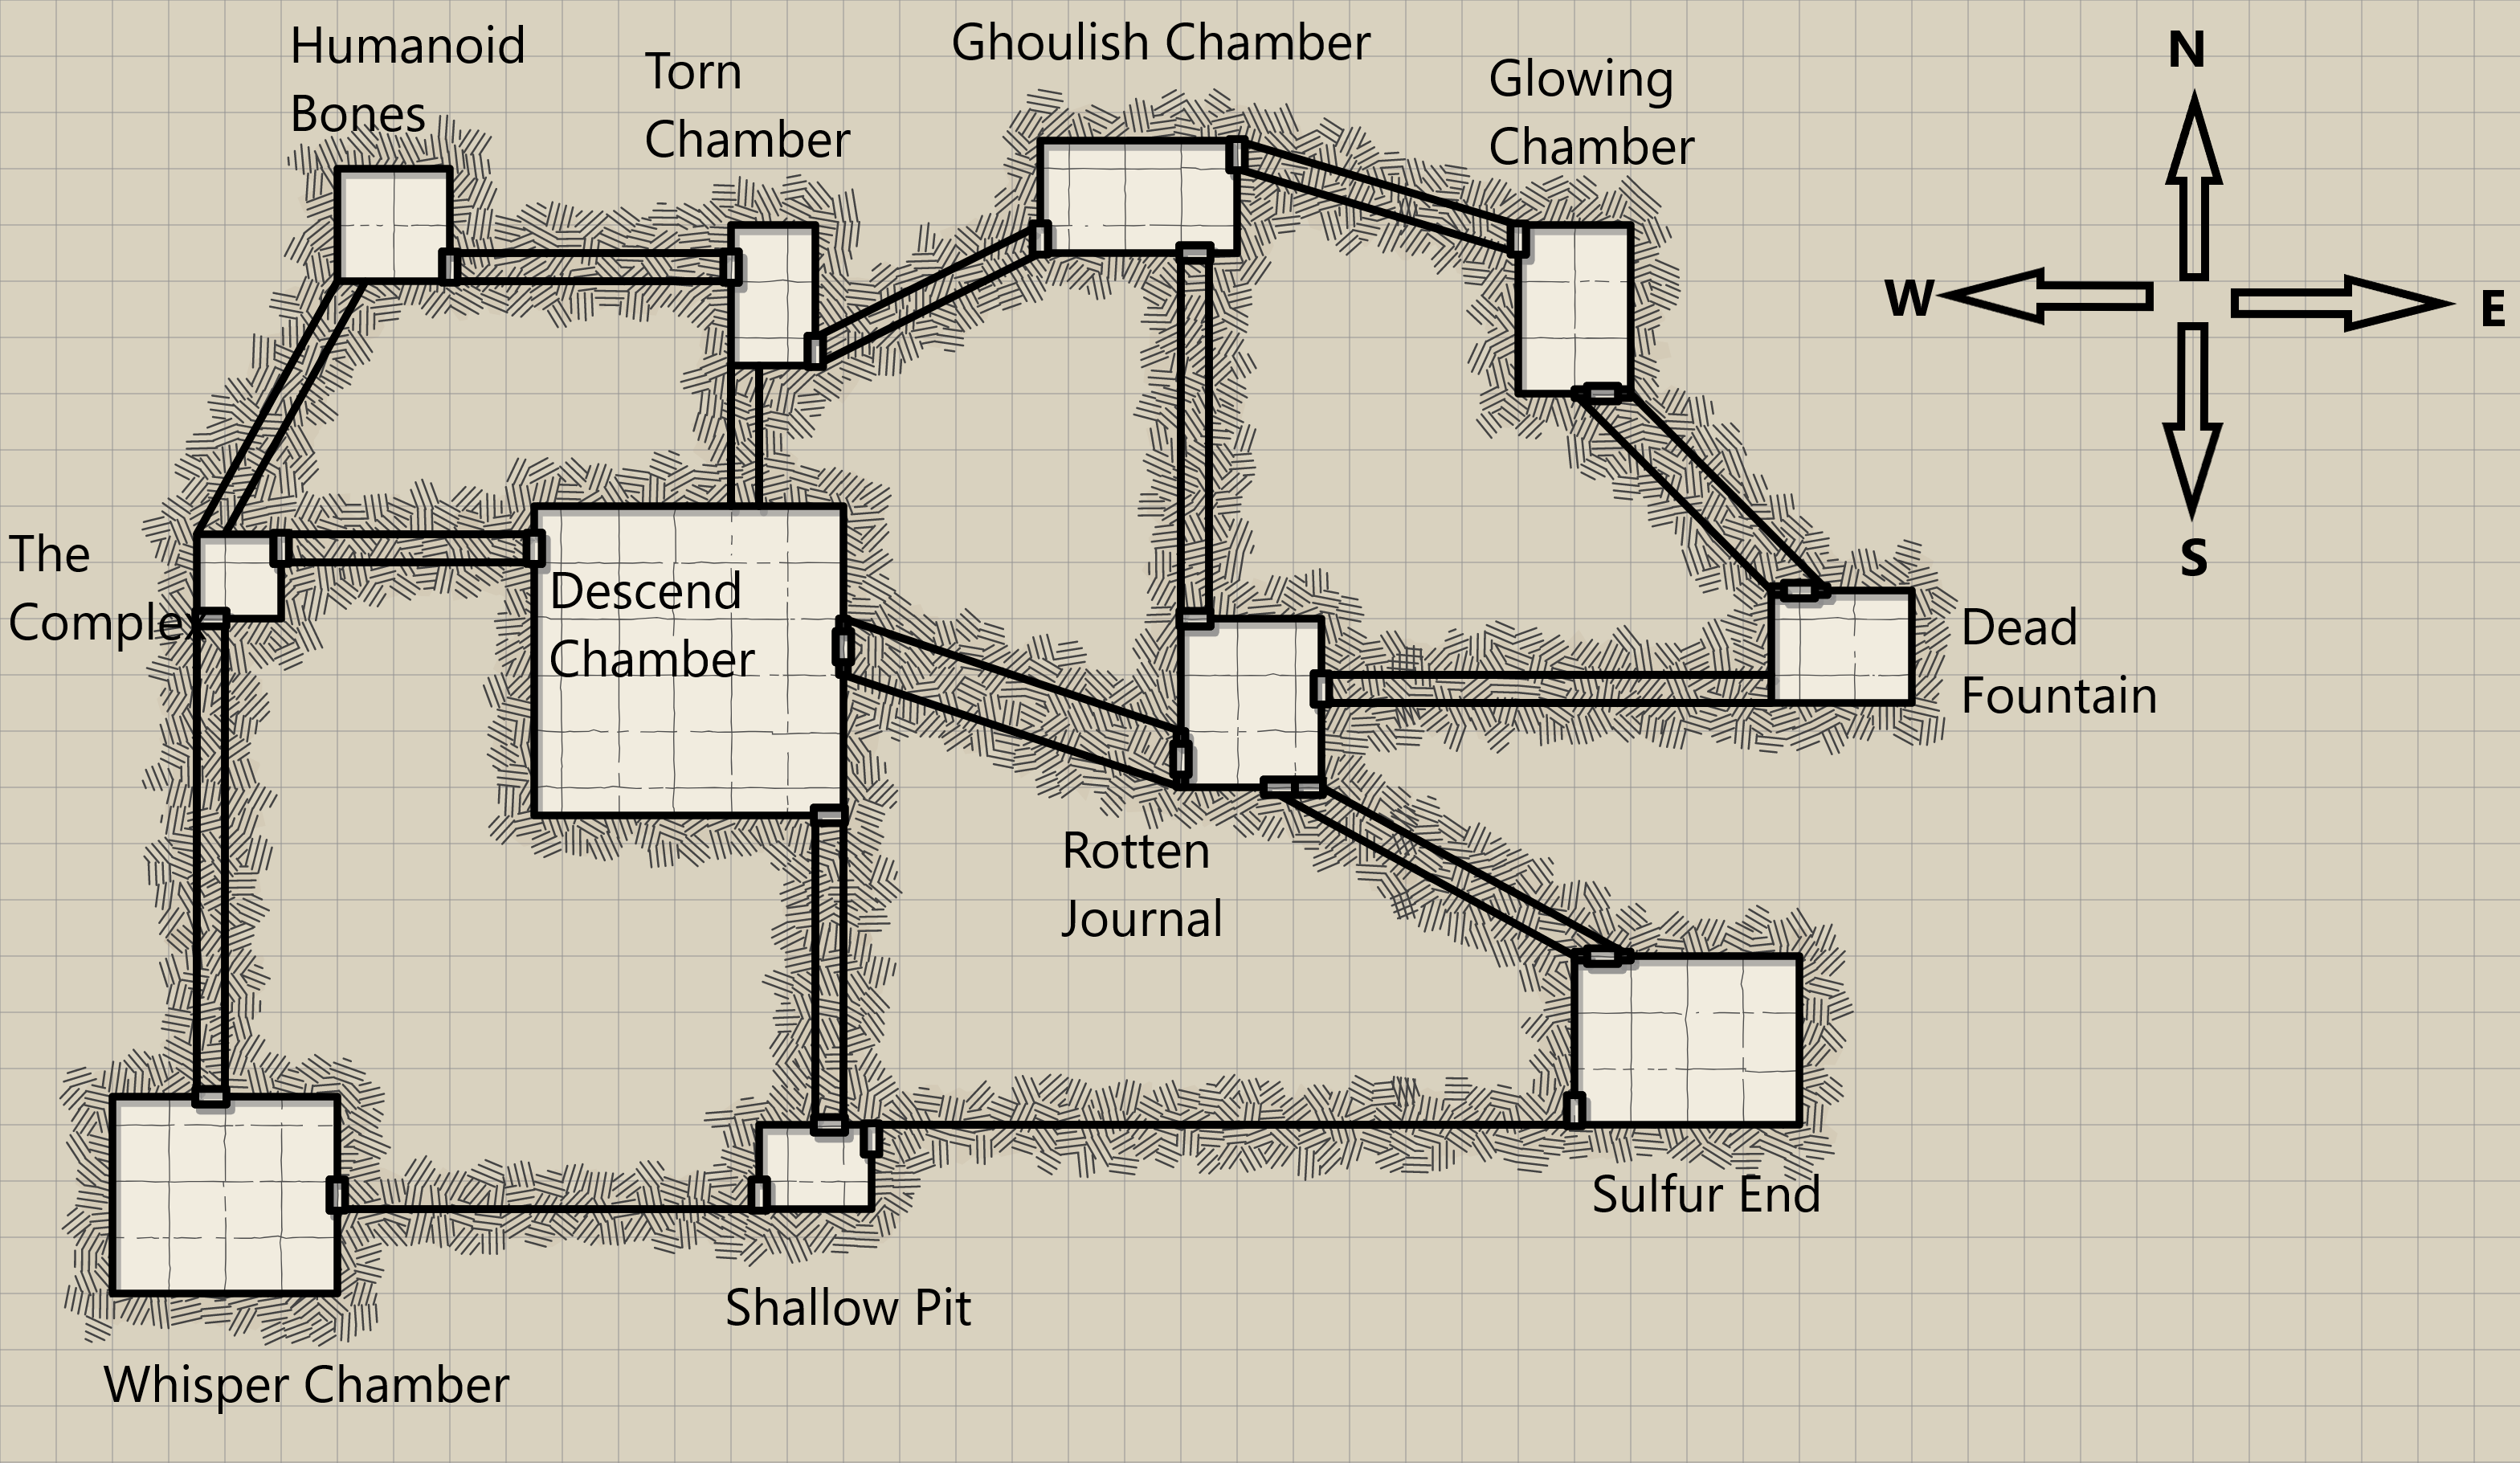 Humanoid
Bones
Torn
Chamber
Ghoulish Chamber
Glowing
Chamber
N
W
E
S
The
Complex
Descend
Chamber
Dead
Fountain
Rotten
Journal
Sulfur End
Shallow Pit
Whisper Chamber